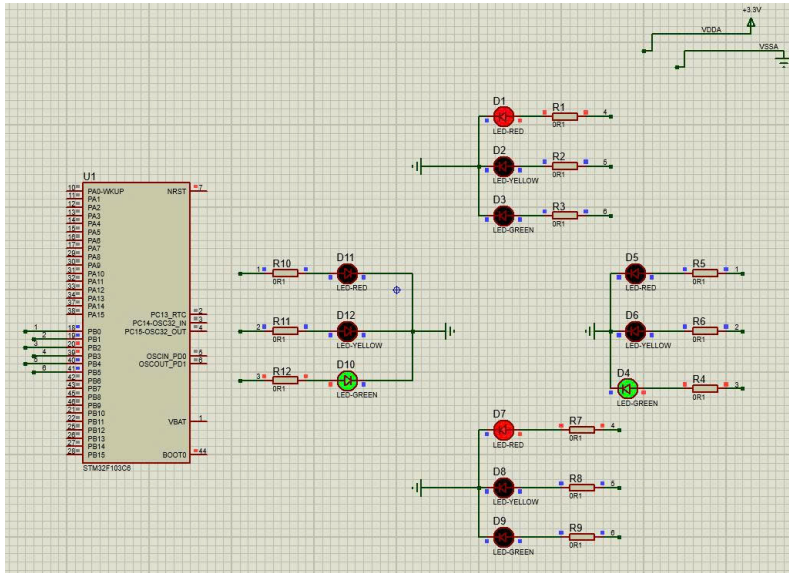 +3.3V
VDDA
VSSA
D1
LED-RED
R1
0R1
4
D2
LED-YELLOW
R2
0R1
5
D3
LED-GREEN
R3
0R1
6
U1
10 PA0-WKUP
11 PA1
12 PA2
13 PA3
14 PA4
15 PA5
16 PA6
17 PA7
29 PA8
30 PA9
31 PA10
32 PA11
33 PA12
34 PA13
37 PA14
38 PA15
1 18 PB0
2 19 PB1
3 20 PB2
4 39 PB3
5 40 PB4
6 41 PB5
42 PB6
43 PB7
45 PB8
46 PB9
21 PB10
22 PB11
25 PB12
26 PB13
27 PB14
28 PB15
NRST 7
PC13_RTC 2
PC14-OSC32_IN 3
PC15-OSC32_OUT 4
OSCIN_PD0 5
OSCOUT_PD1 6
VBAT 1
BOOT0 44
STM32F103C6
1
R10
0R1
D11
LED-RED
2
R11
0R1
D12
LED-YELLOW
3
R12
0R1
D10
LED-GREEN
D5
LED-RED
R5
0R1
1
D6
LED-YELLOW
R6
0R1
2
D4
LED-GREEN
R4
0R1
3
D7
LED-RED
R7
0R1
4
D8
LED-YELLOW
R8
0R1
5
D9
LED-GREEN
R9
0R1
6